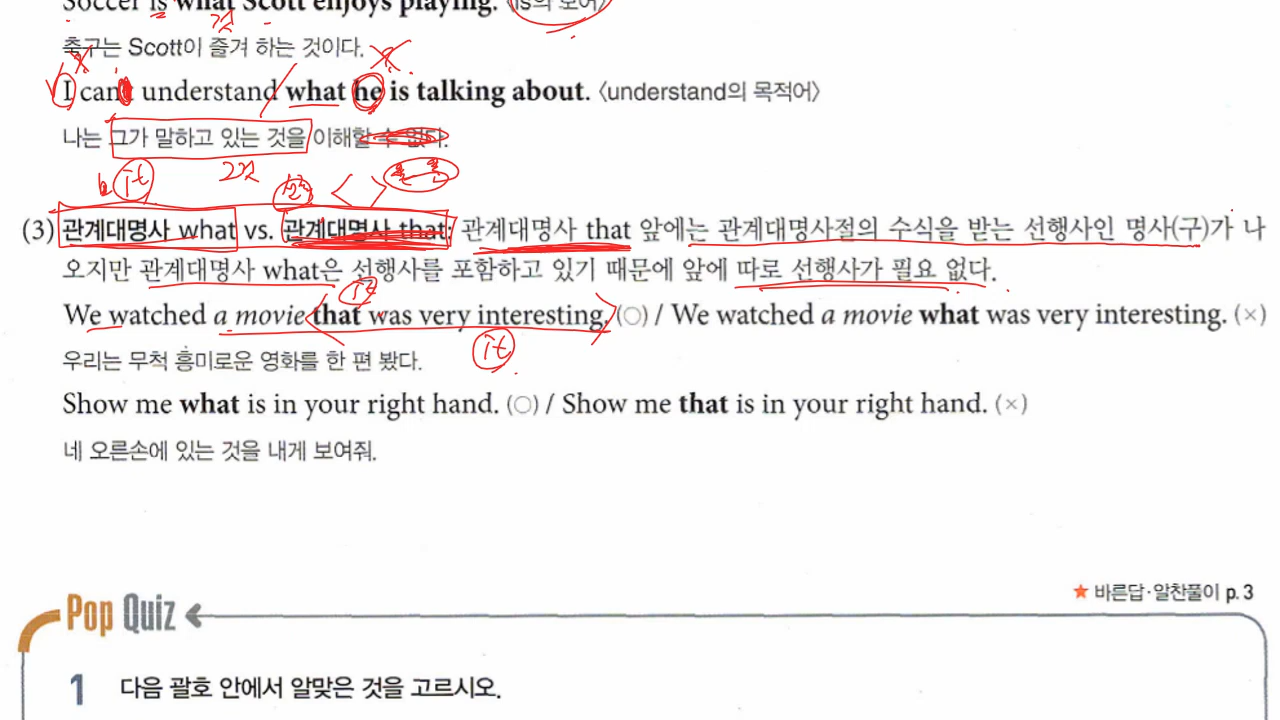 Soccer is what Scott enjoys playing. 〈is의 보어〉
축구는 Scott이 즐겨 하는 것이다.
I can understand what he is talking about. 〈understand의 목적어〉
나는 그가 말하고 있는 것을 이해할 수 없다.
(3) 관계대명사 what vs. 관계대명사 that: 관계대명사 that 앞에는 관계대명사절의 수식을 받는 선행사인 명사(구)가 나
오지만 관계대명사 what은 선행사를 포함하고 있기 때문에 앞에 따로 선행사가 필요 없다.
We watched a movie that was very interesting. (○) / We watched a movie what was very interesting. (×)
우리는 무척 흥미로운 영화를 한 편 봤다.
Show me what is in your right hand. (○) / Show me that is in your right hand. (×)
네 오른손에 있는 것을 내게 보여줘.
★ 바른답·알찬풀이 p. 3
Pop Quiz
1 다음 괄호 안에서 알맞은 것을 고르시오.